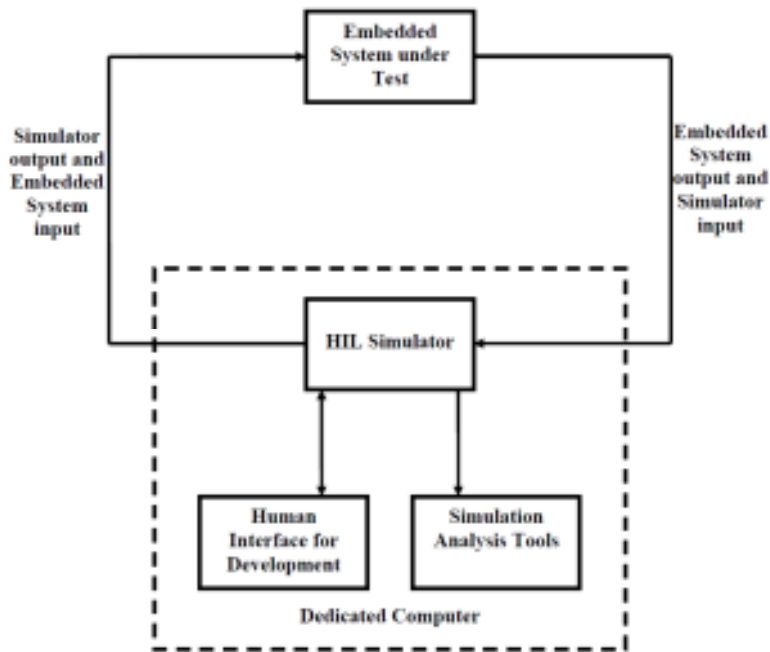 Embedded
System under
Test
Simulator
output and
Embedded
System
input
Embedded
System
output and
Simulator
input
HIL Simulator
Human
Interface for
Development
Simulation
Analysis Tools
Dedicated Computer